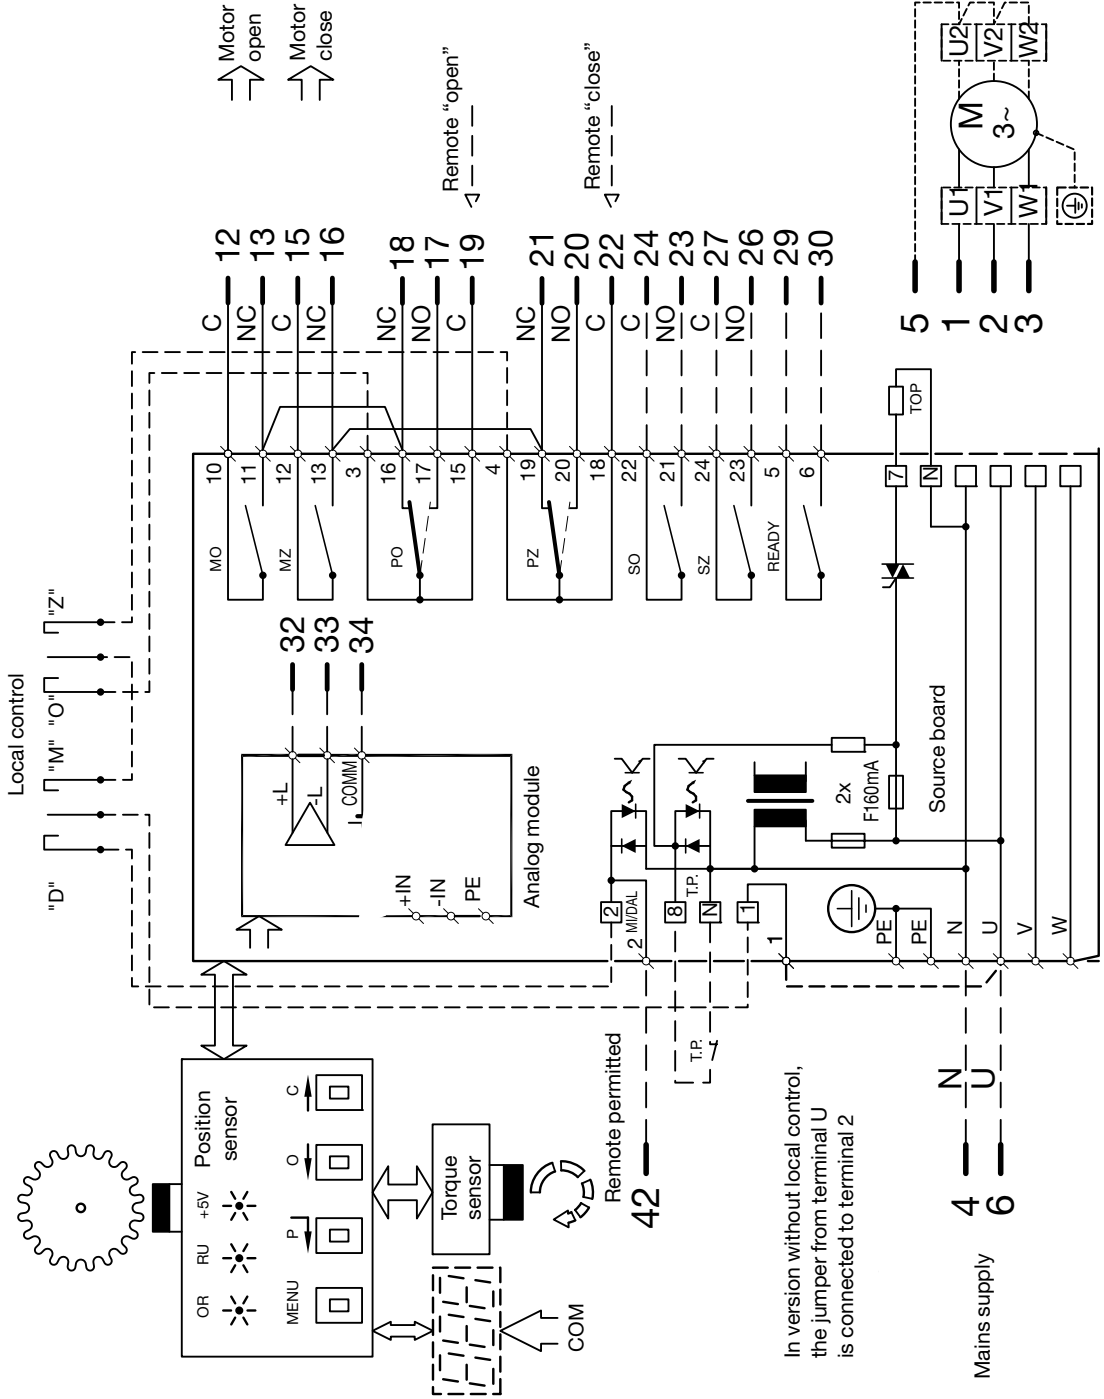 Motor
open
Motor
close
Remote “open”
Remote “close”
U2
V2
W2
M
3~
U1
V1
W1
5
1
2
3
12
13
15
16
18
17
19
21
20
22
24
23
27
26
29
30
C
NC
C
NC
NC
NO
C
NC
NO
C
C
NO
C
NO
10
11
12
13
3
16
17
15
4
19
20
18
22
21
24
23
5
6
7
N
TOP
MO
MZ
PO
PZ
SO
SZ
READY
Local control
"Z"
"O"
"M"
"D"
32
33
34
+L
-L
I COMM
+IN
-IN
PE
Analog module
2x
F160mA
Source board
2
2 MI/DAL
8
T.P.
N
1
1
PE
PE
N
U
V
W
Position
sensor
+5V
RU
OR
C
O
P
MENU
Torque
sensor
COM
Remote permitted
42
T.P.
In version without local control,
the jumper from terminal U
is connected to terminal 2
N
U
4
6
Mains supply